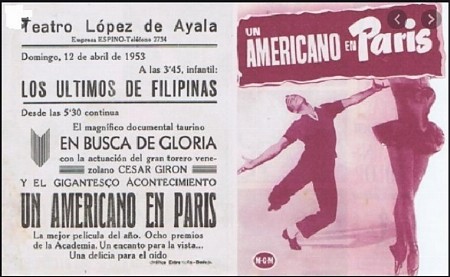 Teatro López de Ayala
Empresa ESPINO-Teléfono 2734
Domingo, 12 de abril de 1953
A las 3'45, infantil:
LOS ULTIMOS DE FILIPINAS
Desde las 5'30 continua
El magnífico documental taurino
EN BUSCA DE GLORIA
con la actuación del gran torero vene-
zolano CESAR GIRON
Y EL GIGANTESCO ACONTECIMIENTO
UN AMERICANO EN PARIS
La mejor película del año. Ocho premios
de la Academia. Un encanto para la vista...
Una delicia para el oído
UN
AMERICANO EN Paris
M-G-M